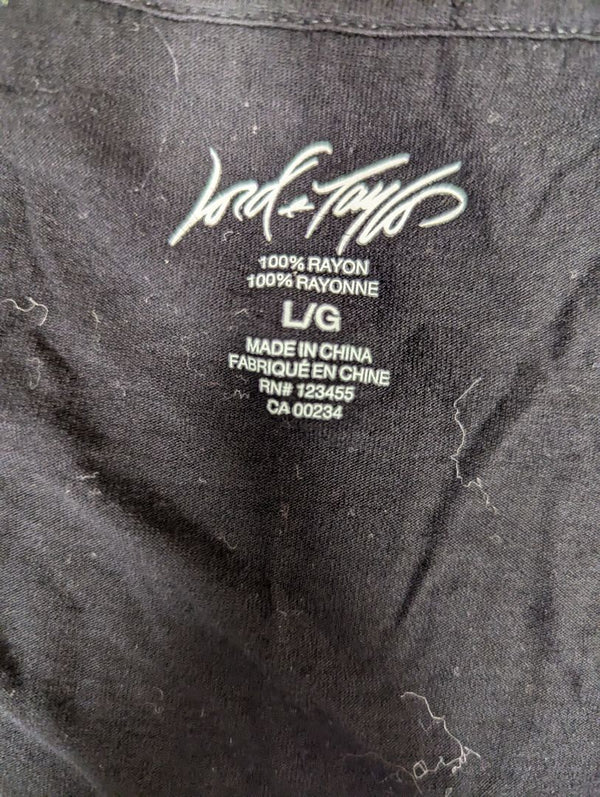 Lord & Taylor
100% RAYON
100% RAYONNE
L/G
MADE IN CHINA
FABRIQUÉ EN CHINE
RN# 123455
CA 00234